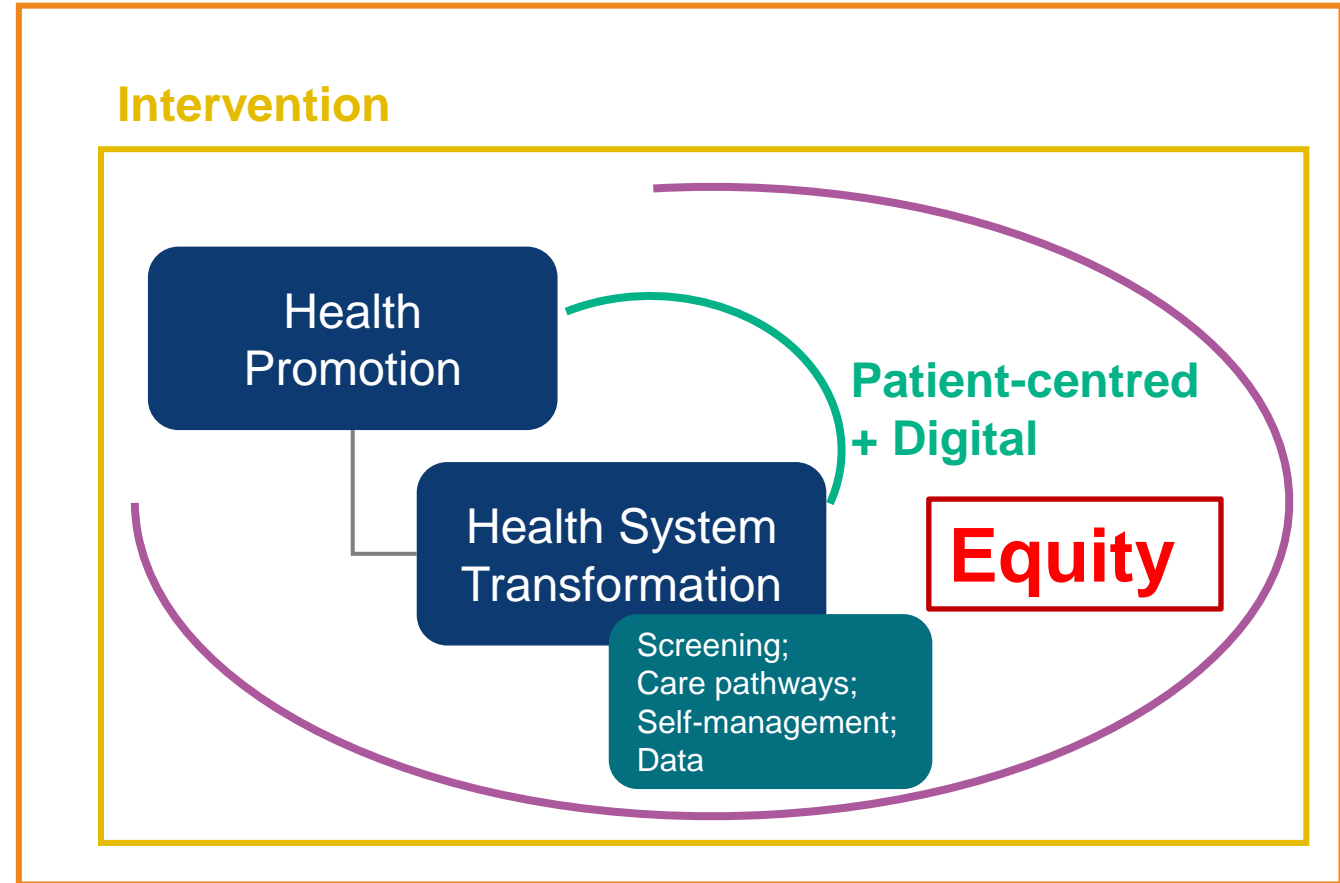 Intervention
Health
Promotion
Patient-centred
+ Digital
Health System
Transformation
Equity
Screening;
Care pathways;
Self-management;
Data